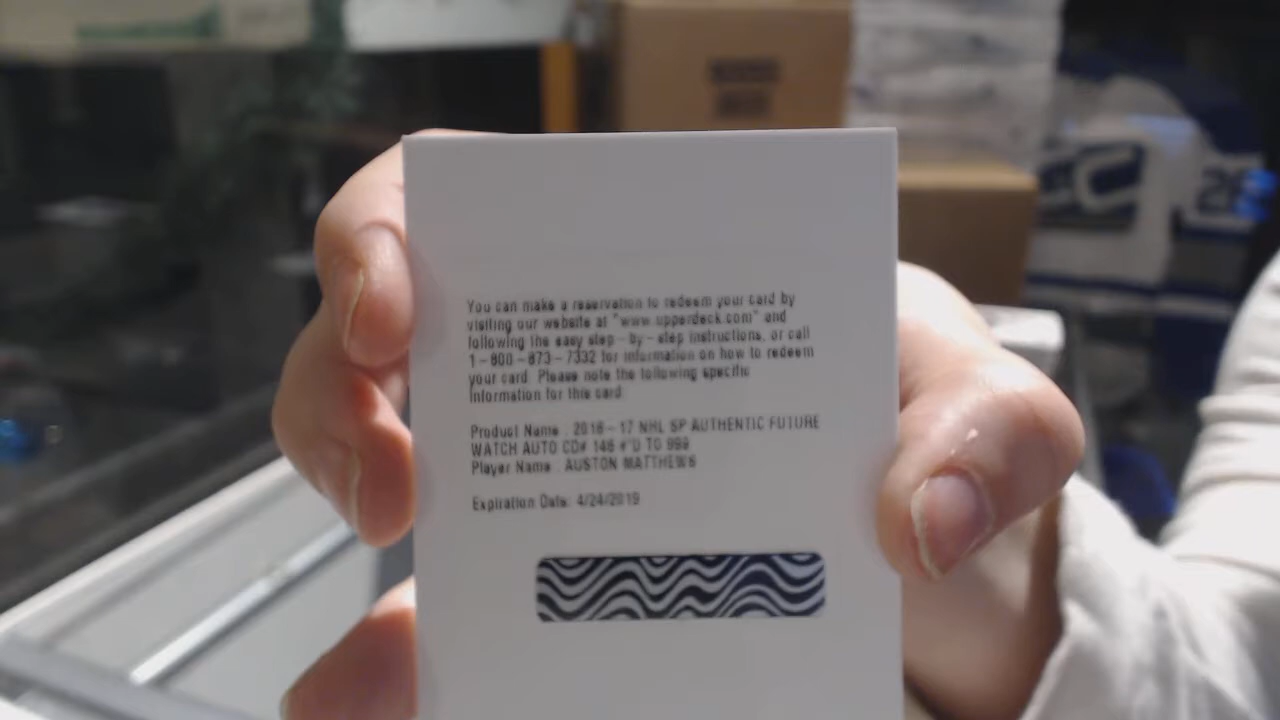 You can make a reservation to redeem your card by
visiting our website at "www.upperdeck.com" and
following the easy step-by-step instructions, or call
1-800-873-7332 for information on how to redeem
your card. Please note the following specific
information for this card:
Product Name : 2016-17 NHL SP AUTHENTIC FUTURE
WATCH AUTO CD# 146 #'D TO 999
Player Name : AUSTON MATTHEWS
Expiration Date: 4/24/2019